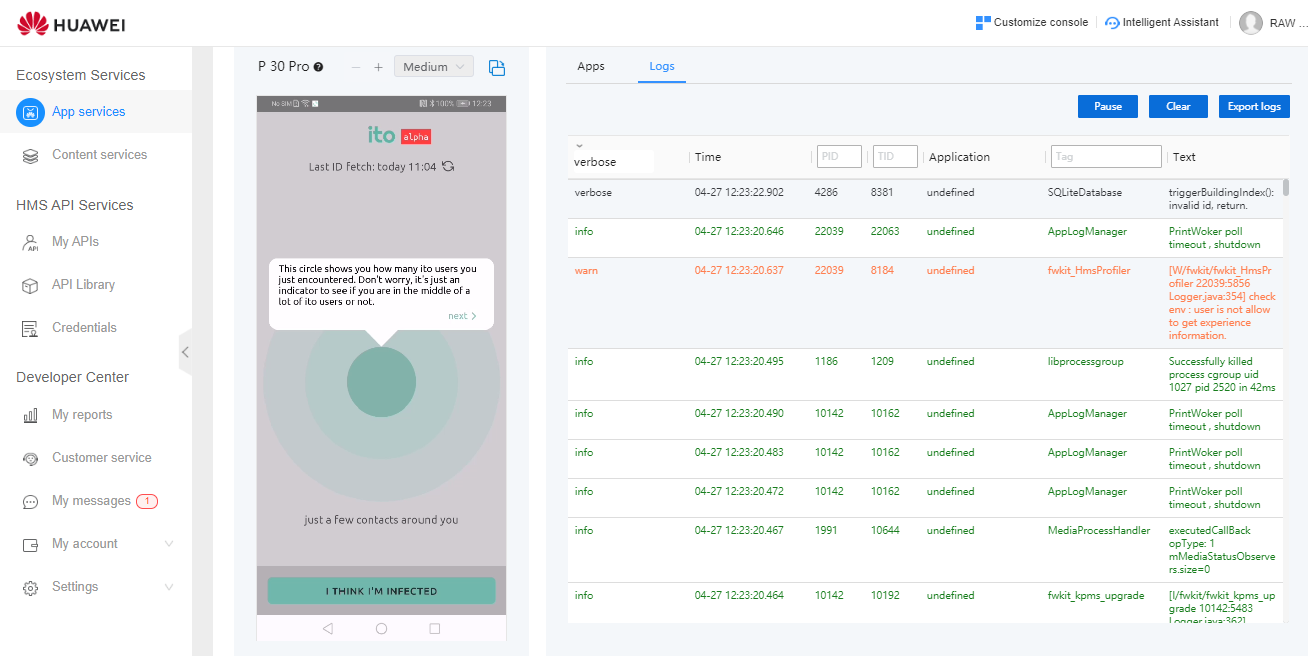 HUAWEI
Customize console
Intelligent Assistant
RAW ...
Ecosystem Services
App services
Content services
HMS API Services
My APIs
API Library
Credentials
Developer Center
My reports
Customer service
My messages 1
My account
Settings
P 30 Pro
Medium
No SIM
100%
12:23
ito alpha
Last ID fetch: today 11:04
This circle shows you how many ito users you
just encountered. Don't worry, it's just an
indicator to see if you are in the middle of a
lot of ito users or not.
next >
just a few contacts around you
I THINK I'M INFECTED
Apps
Logs
Pause
Clear
Export logs
verbose
Time
PID
TID
Application
Tag
Text
verbose 04-27 12:23:22.902 4286 8381 undefined SQLiteDatabase triggerBuildingIndex():
invalid id, return.
info 04-27 12:23:20.646 22039 22063 undefined AppLogManager PrintWoker poll
timeout , shutdown
warn 04-27 12:23:20.637 22039 8184 undefined fwkit_HmsProfiler [W/fwkit/fwkit_HmsPr
ofiler 22039:5856
Logger.java:354] check
env : user is not allow
to get experience
information.
info 04-27 12:23:20.495 1186 1209 undefined libprocessgroup Successfully killed
process cgroup uid
1027 pid 2520 in 42ms
info 04-27 12:23:20.490 10142 10162 undefined AppLogManager PrintWoker poll
timeout , shutdown
info 04-27 12:23:20.483 10142 10162 undefined AppLogManager PrintWoker poll
timeout , shutdown
info 04-27 12:23:20.472 10142 10162 undefined AppLogManager PrintWoker poll
timeout , shutdown
info 04-27 12:23:20.467 1991 10644 undefined MediaProcessHandler executedCallBack
opType: 1
mMediaStatusObserve
rs.size=0
info 04-27 12:23:20.464 10142 10192 undefined fwkit_kpms_upgrade [I/fwkit/fwkit_kpms_up
grade 10142:5483
Logger.java:362]